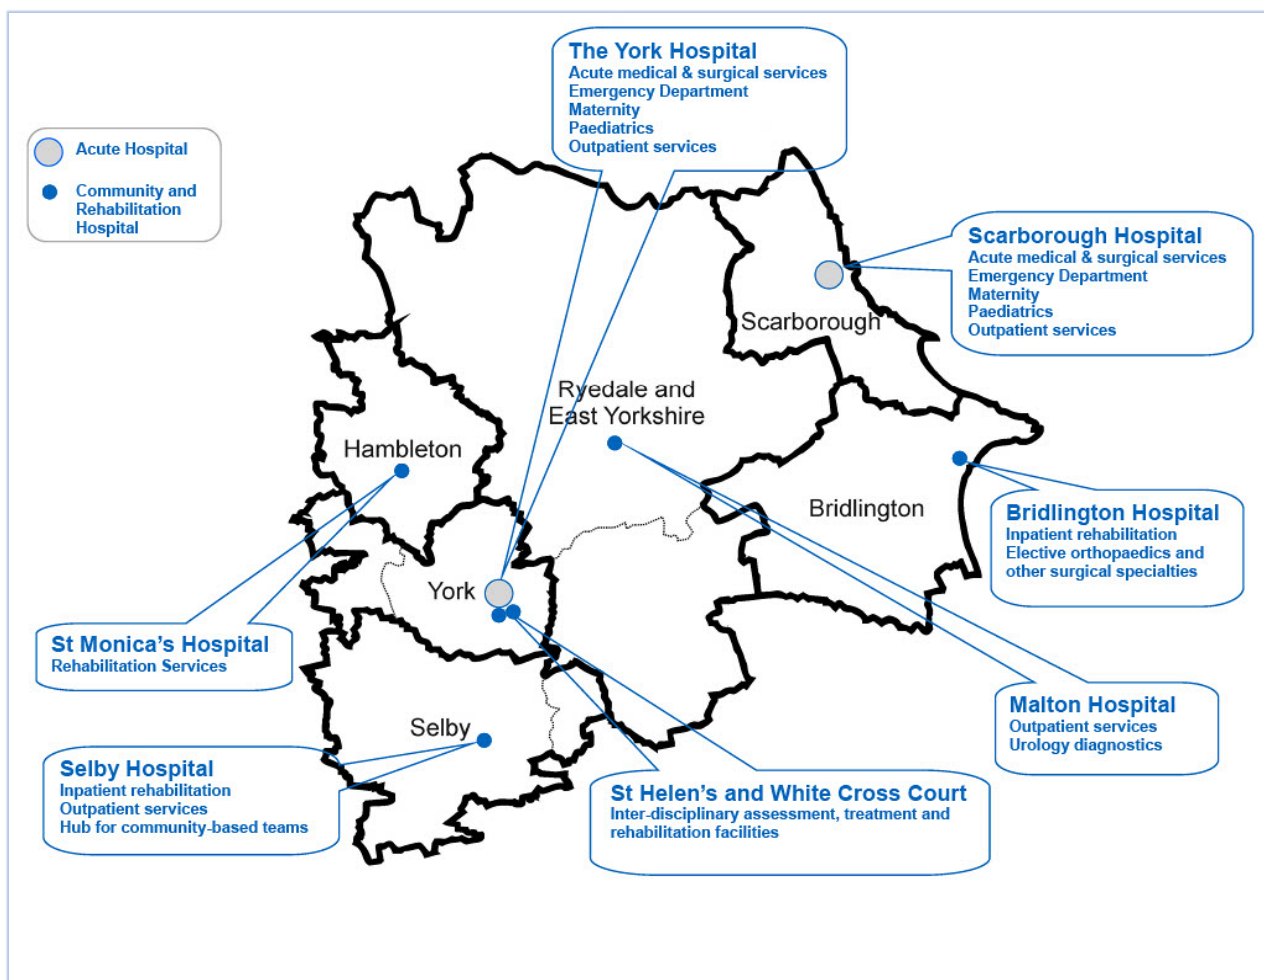 The York Hospital
Acute medical & surgical services
Emergency Department
Maternity
Paediatrics
Outpatient services
Acute Hospital
Community and
Rehabilitation
Hospital
Scarborough Hospital
Acute medical & surgical services
Emergency Department
Maternity
Paediatrics
Outpatient services
Scarborough
Ryedale and
East Yorkshire
Hambleton
Bridlington
Bridlington Hospital
Inpatient rehabilitation
Elective orthopaedics and
other surgical specialties
York
St Monica's Hospital
Rehabilitation Services
Malton Hospital
Outpatient services
Urology diagnostics
Selby
Selby Hospital
Inpatient rehabilitation
Outpatient services
Hub for community-based teams
St Helen's and White Cross Court
Inter-disciplinary assessment, treatment and
rehabilitation facilities